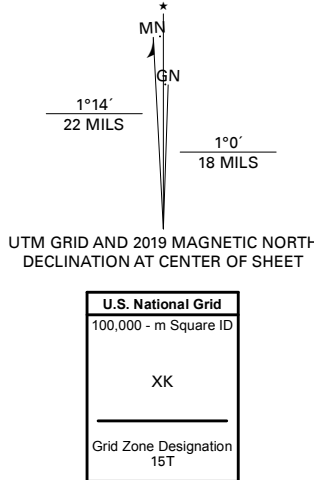 MN
GN
1°14´
22 MILS
1°0´
18 MILS
UTM GRID AND 2019 MAGNETIC NORTH
DECLINATION AT CENTER OF SHEET
U.S. National Grid
100,000 - m Square ID
XK
Grid Zone Designation
15T